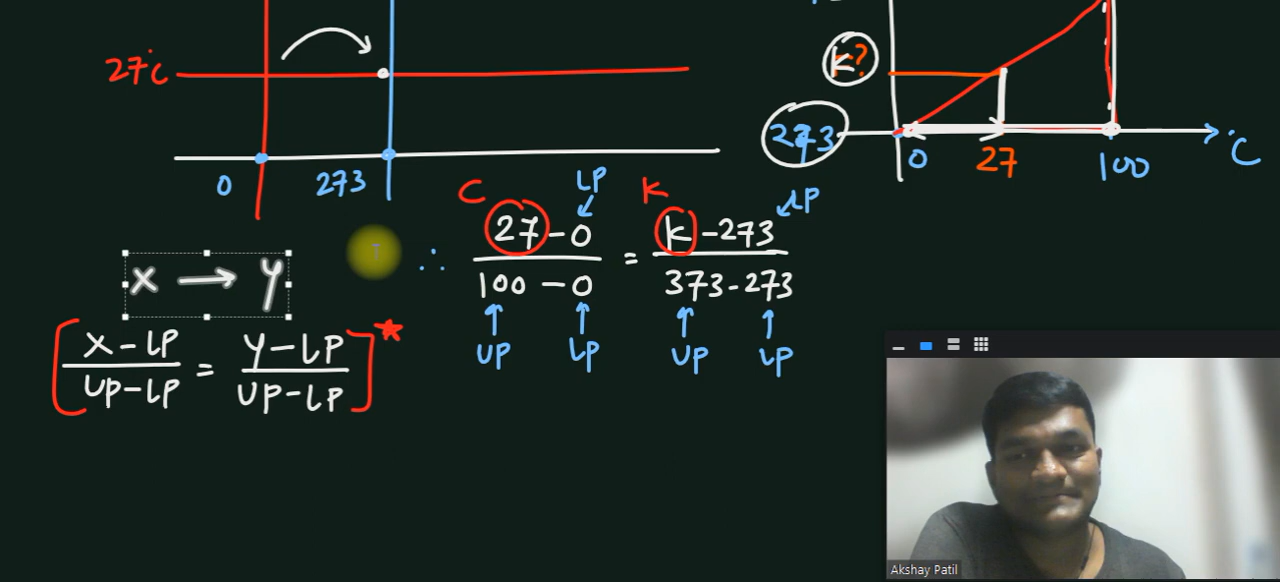 27°C
0 273
K?
273
0 27 100 °C
C LP K LP
∴ 27-0 / 100-0 = K-273 / 373-273
UP LP UP LP
X → Y
[X-LP / UP-LP = Y-LP / UP-LP]*
Akshay Patil